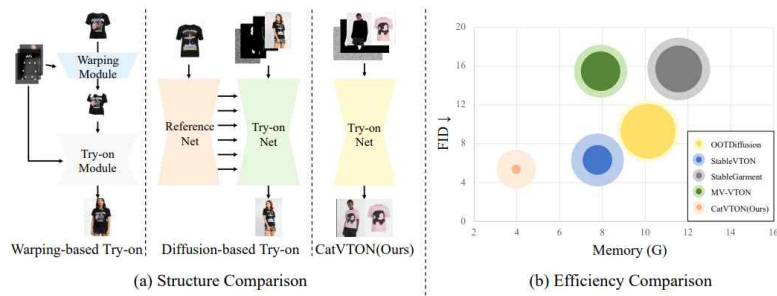 Warping
Module
Try-on
Module
Warping-based Try-on
Reference
Net
Try-on
Net
Diffusion-based Try-on
Try-on
Net
CatVTON(Ours)
(a) Structure Comparison
FID ↓
20
16
12
8
4
0
2 4 6 8 10 12 14 16
Memory (G)
OOTDiffusion
StableVTON
StableGarment
MV-VTON
CatVTON(Ours)
(b) Efficiency Comparison